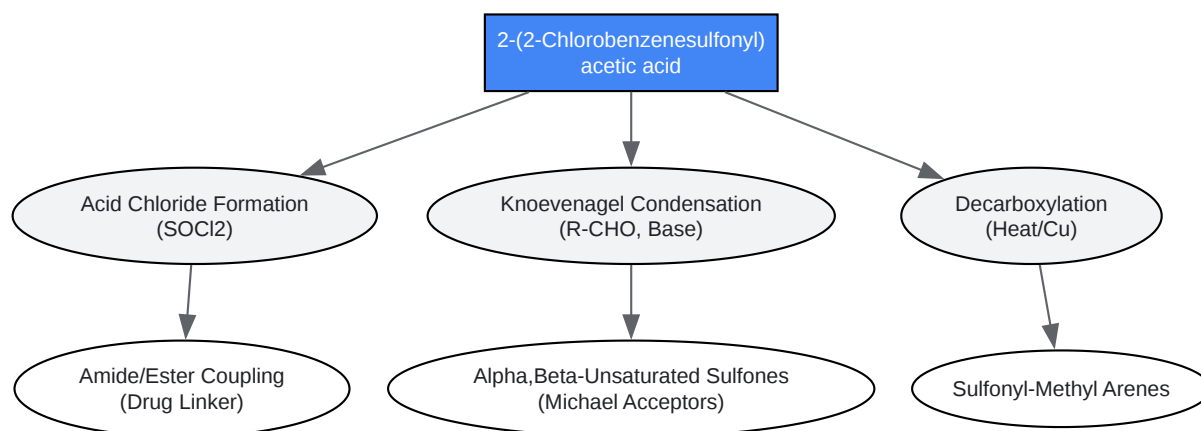 2-(2-Chlorobenzenesulfonyl)
acetic acid
Acid Chloride Formation
(SOCl2)
Knoevenagel Condensation
(R-CHO, Base)
Decarboxylation
(Heat/Cu)
Amide/Ester Coupling
(Drug Linker)
Alpha,Beta-Unsaturated Sulfones
(Michael Acceptors)
Sulfonyl-Methyl Arenes